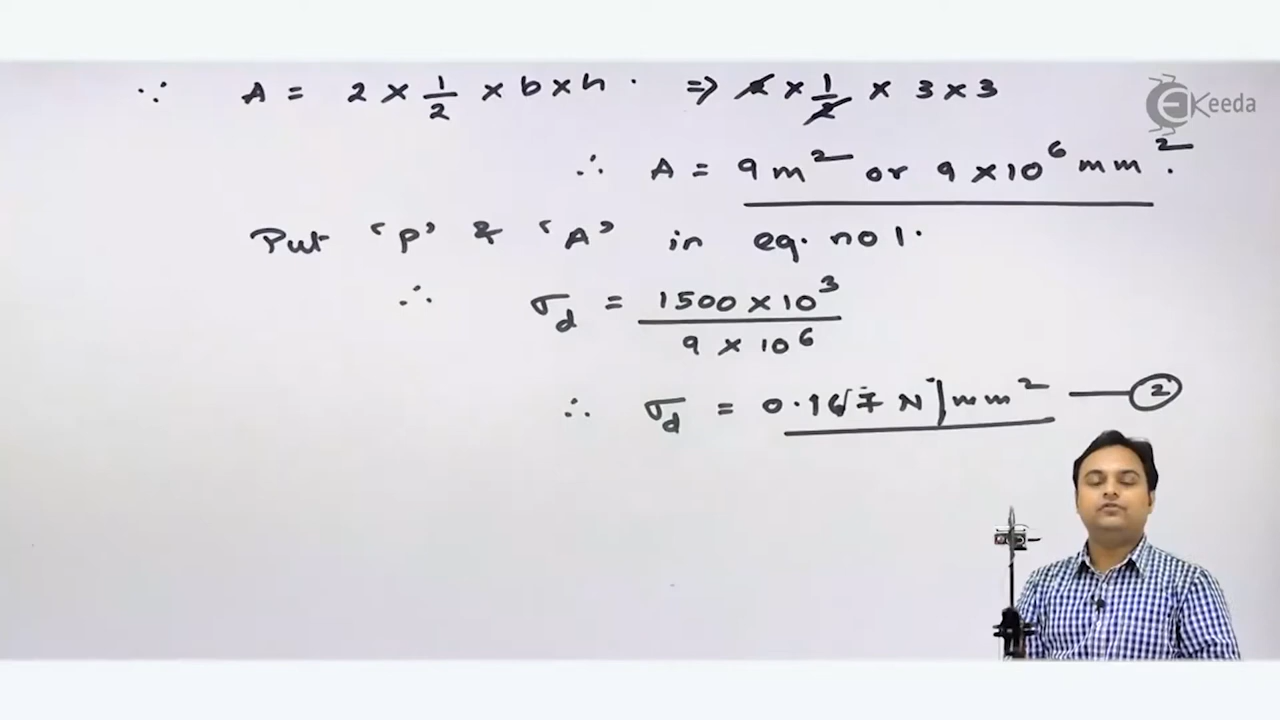 ∵ A = 2 × 1/2 × b × h. ⇒ 2 × 1/2 × 3 × 3
∴ A = 9 m² or 9 × 10⁶ mm².
Put 'P' & 'A' in eq. no 1.
∴ σd = 1500 × 10³ / 9 × 10⁶
∴ σd = 0.167 N/mm² — 2
EKeeda